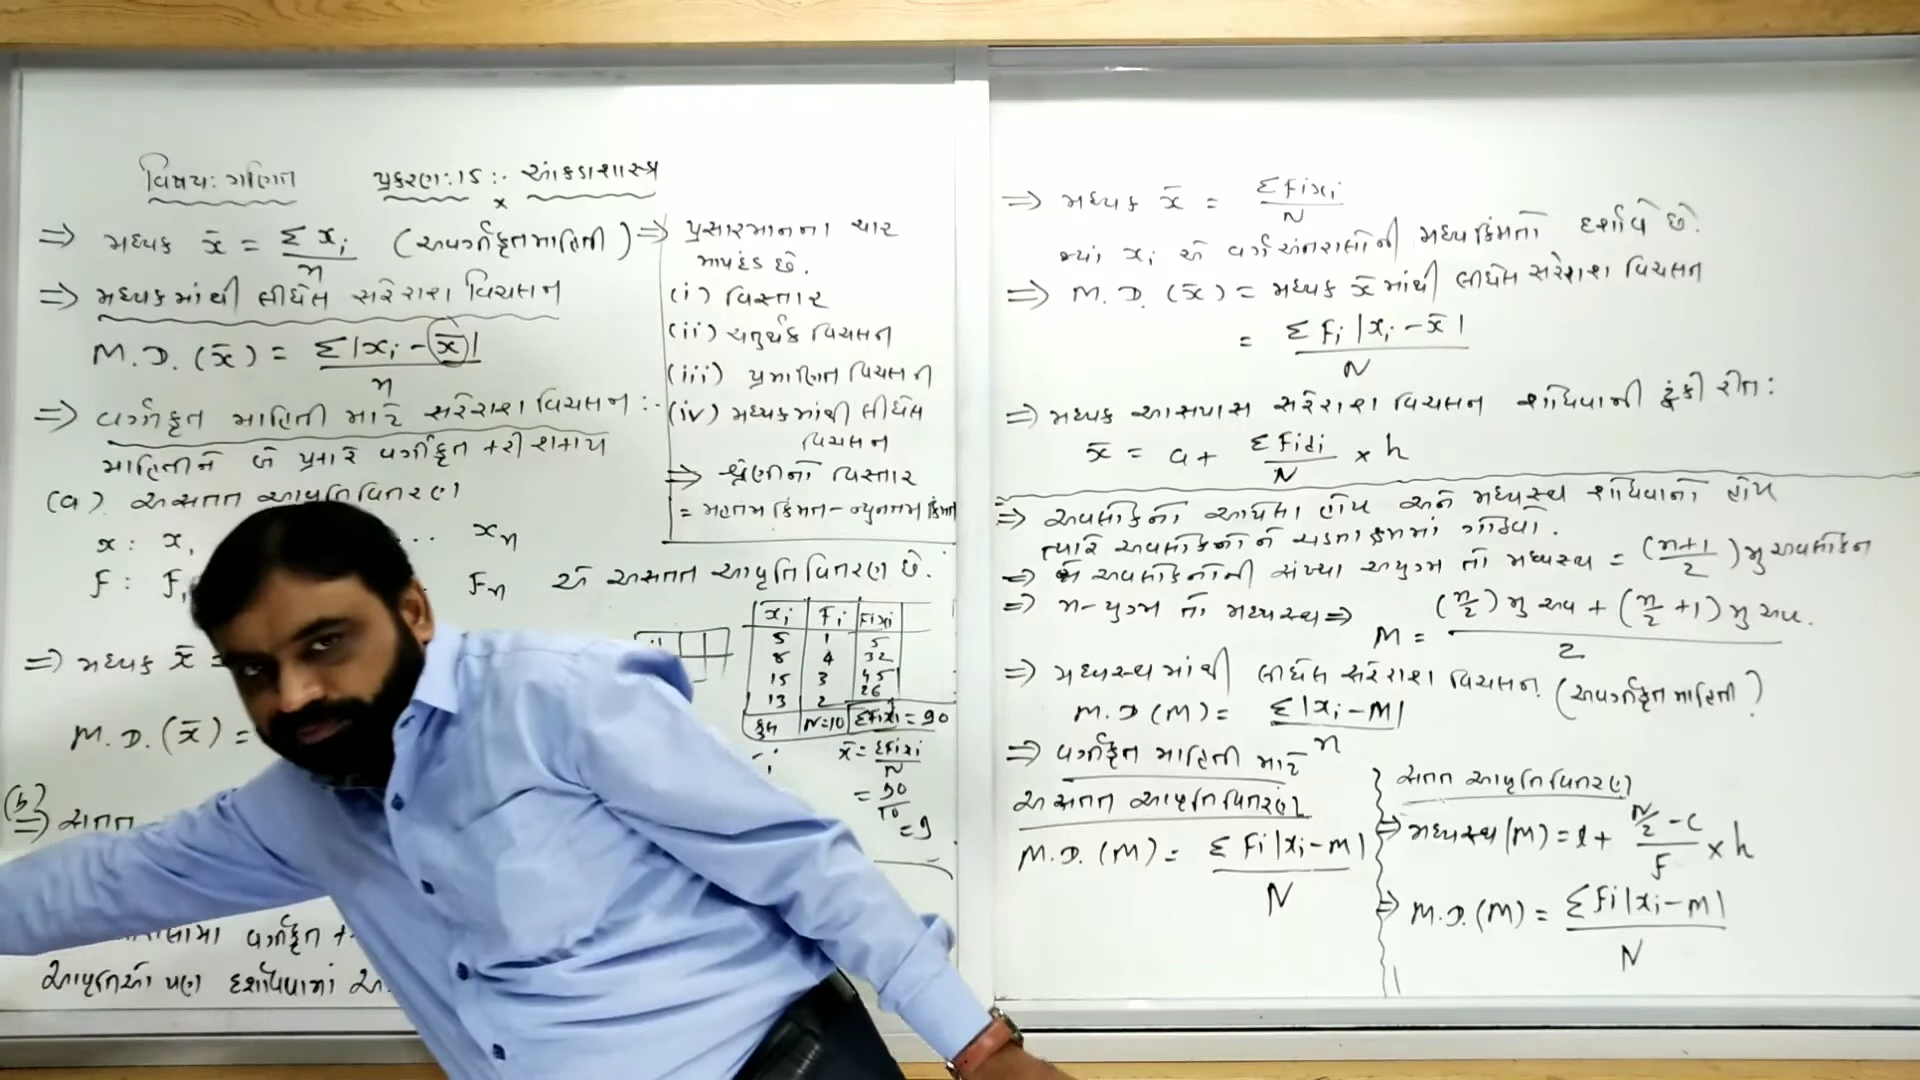 વિષય: ગણિત પ્રકરણ:15:- આંકડાશાસ્ત્ર
⇒ મધ્યક x̄ = Σxi / n (અવર્ગીકૃત માહિતી)
⇒ મધ્યકમાંથી લીધેલ સરેરાશ વિચલન
M.D.(x̄) = Σ|xi - x̄| / n
⇒ વર્ગીકૃત માહિતી માટે સરેરાશ વિચલન :-
માહિતીને બે પ્રકારે વર્ગીકૃત કરી શકાય
(a) અસતત આવૃત્તિ વિતરણ
x: x1 ... xn
F: F1 Fn એ અસતત આવૃત્તિ વિતરણ છે.
⇒ મધ્યક x̄ =
M.D.(x̄) =
(b) ⇒ સતત
વર્ગીકૃત
આવૃત્તિઓ પણ દર્શાવવામાં
⇒ પ્રસારમાનના ચાર
માપદંડ છે.
(i) વિસ્તાર
(ii) ચતુર્થક વિચલન
(iii) પ્રમાણિત વિચલન
(iv) મધ્યકમાંથી લીધેલ
વિચલન
⇒ શ્રેણીનો વિસ્તાર
= મહત્તમ કિંમત - ન્યુનતમ કિંમત
xi Fi Fixi
5 1 5
8 4 32
15 3 45
13 2 26
કુલ N=10 ΣFixi = 90
x̄ = ΣFixi / N
= 90 / 10
= 9
⇒ મધ્યક x̄ = ΣFixi / N
જ્યાં xi એ વર્ગ અંતરાલોની મધ્યકિંમતો દર્શાવે છે.
⇒ M.D.(x̄) = મધ્યક x̄ માંથી લીધેલ સરેરાશ વિચલન
= ΣFi|xi - x̄| / N
⇒ મધ્યક આસપાસ સરેરાશ વિચલન શોધવાની ટૂંકી રીત:
x̄ = a + ΣFidi / N × h
⇒ અવલોકનો આપેલા હોય અને મધ્યસ્થ શોધવાનો હોય
ત્યારે અવલોકનોને ચડતા ક્રમમાં ગોઠવો.
⇒ અવલોકનોની સંખ્યા અયુગ્મ તો મધ્યસ્થ = (n+1 / 2) મુ અવલોકન
⇒ n-યુગ્મ તો મધ્યસ્થ ⇒ M = (n/2) મુ અવ + (n/2 + 1) મુ અવ. / 2
⇒ મધ્યસ્થમાંથી લીધેલ સરેરાશ વિચલન. (અવર્ગીકૃત માહિતી)
M.D(M) = Σ|xi - M| / n
⇒ વર્ગીકૃત માહિતી માટે
અસતત આવૃત્તિ વિતરણ
M.D.(M) = ΣFi|xi - M| / N
સતત આવૃત્તિ વિતરણ
⇒ મધ્યસ્થ (M) = l + N/2 - C / F × h
⇒ M.D.(M) = ΣFi|xi - M| / N